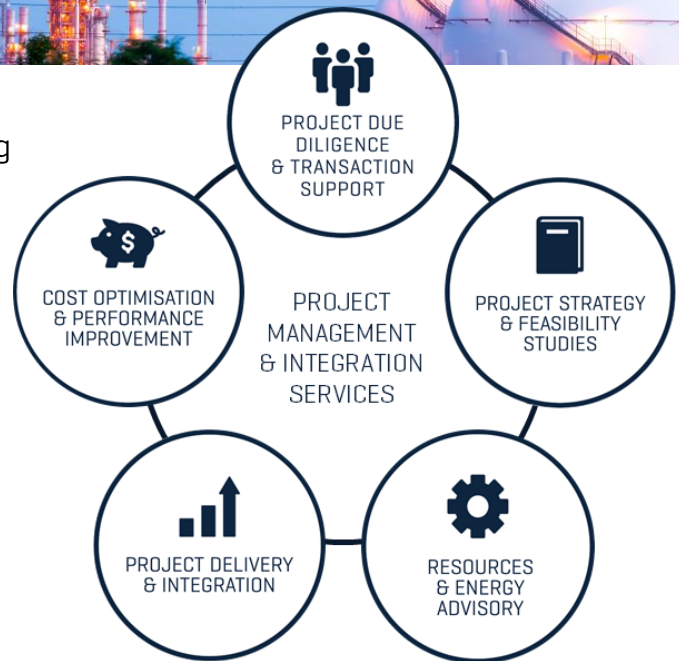 PROJECT DUE
DILIGENCE
& TRANSACTION
SUPPORT
COST OPTIMISATION
& PERFORMANCE
IMPROVEMENT
$
PROJECT
MANAGEMENT
& INTEGRATION
SERVICES
PROJECT STRATEGY
& FEASIBILITY
STUDIES
PROJECT DELIVERY
& INTEGRATION
RESOURCES
& ENERGY
ADVISORY